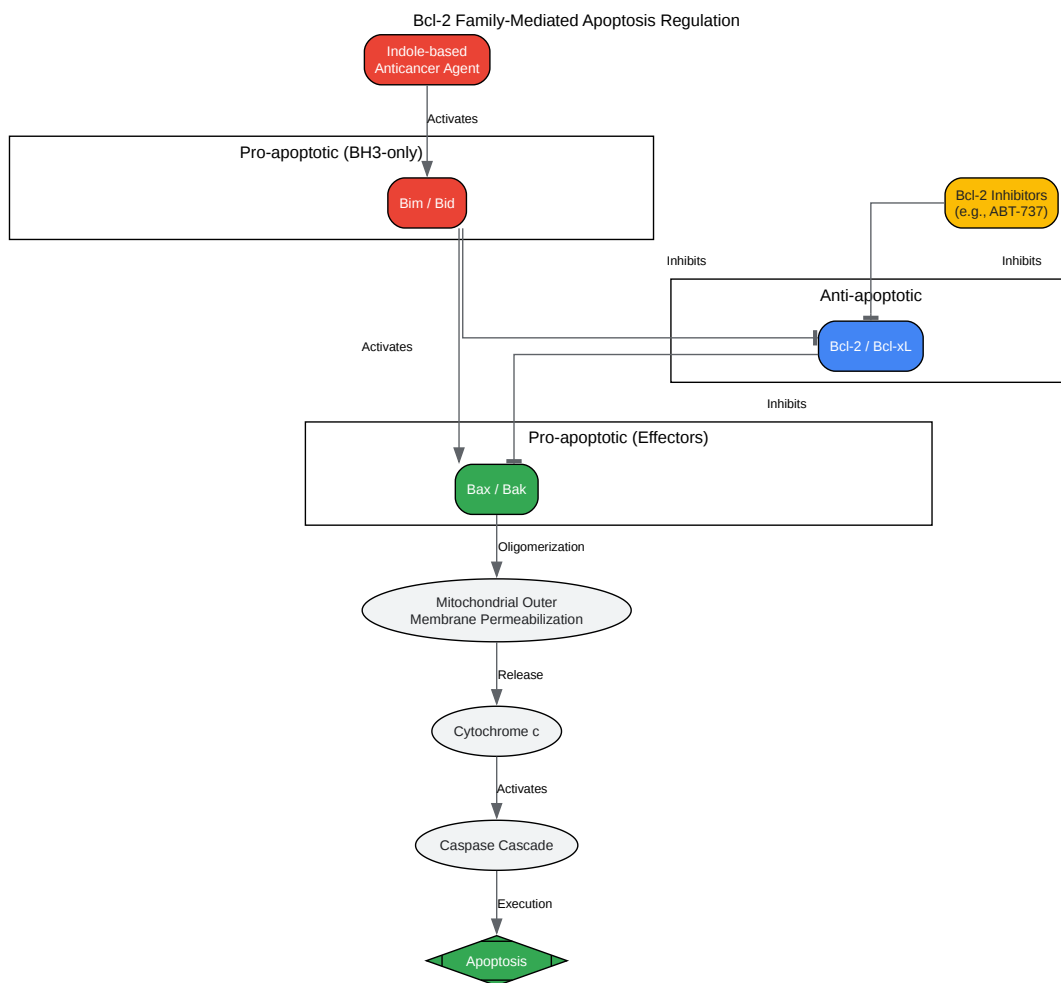 Bcl-2 Family-Mediated Apoptosis Regulation
Indole-based
Anticancer Agent
Activates
Pro-apoptotic (BH3-only)
Bim / Bid
Bcl-2 Inhibitors
(e.g., ABT-737)
Inhibits
Inhibits
Anti-apoptotic
Bcl-2 / Bcl-xL
Activates
Inhibits
Pro-apoptotic (Effectors)
Bax / Bak
Oligomerization
Mitochondrial Outer
Membrane Permeabilization
Release
Cytochrome c
Activates
Caspase Cascade
Execution
Apoptosis